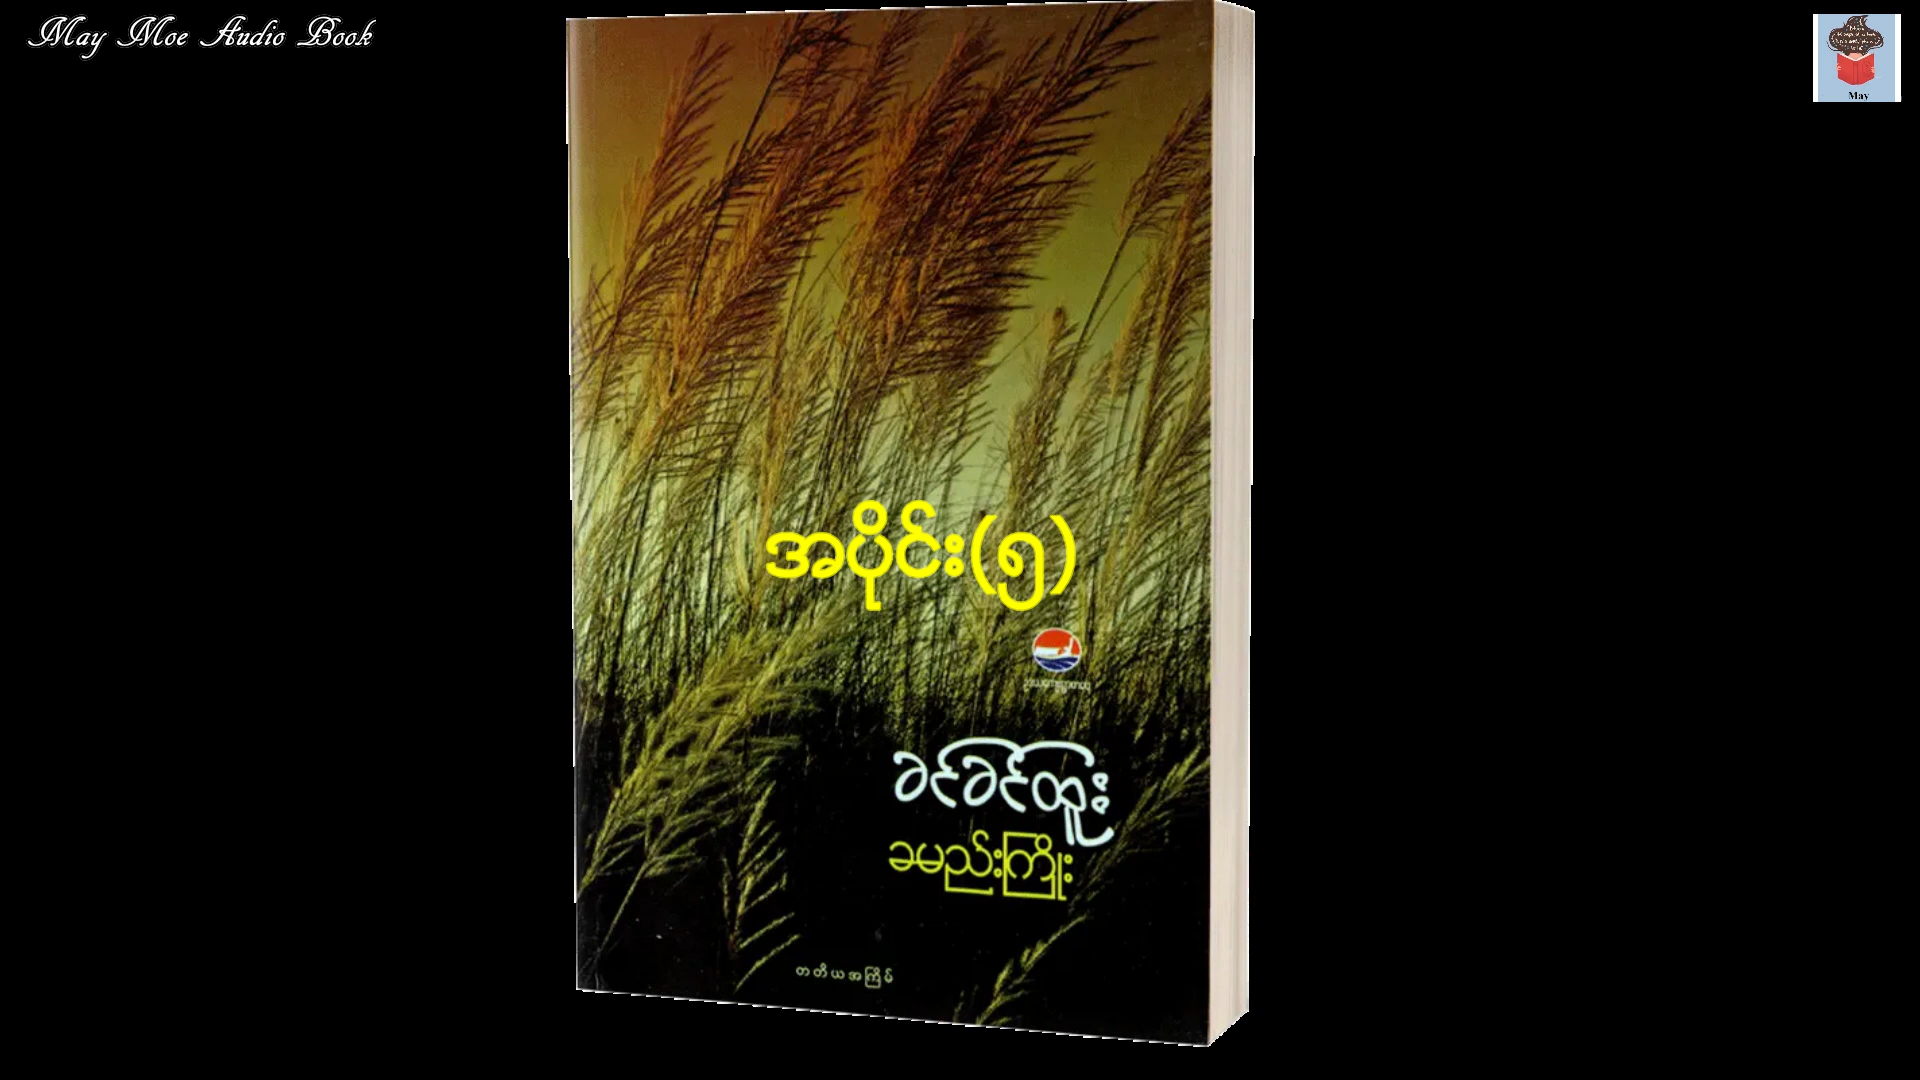 May Moe Audio Book
May
အပိုင်း(၅)
ခင်ခင်ထူး
ခမည်းကြိုး
တတိယအကြိမ်